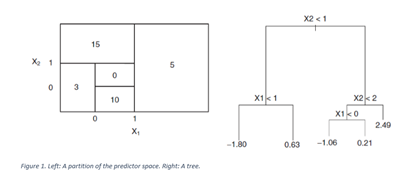 15
X2 1
0
5
3
0
10
0 1
X1
X2 < 1
X1 < 1
X2 < 2
X1 < 0
2.49
-1.80 0.63 -1.06 0.21
Figure 1. Left: A partition of the predictor space. Right: A tree.